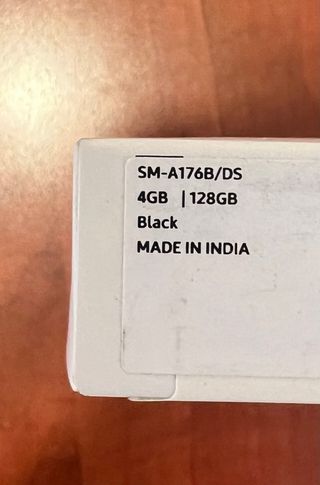 SM-A176B/DS
4GB | 128GB
Black
MADE IN INDIA